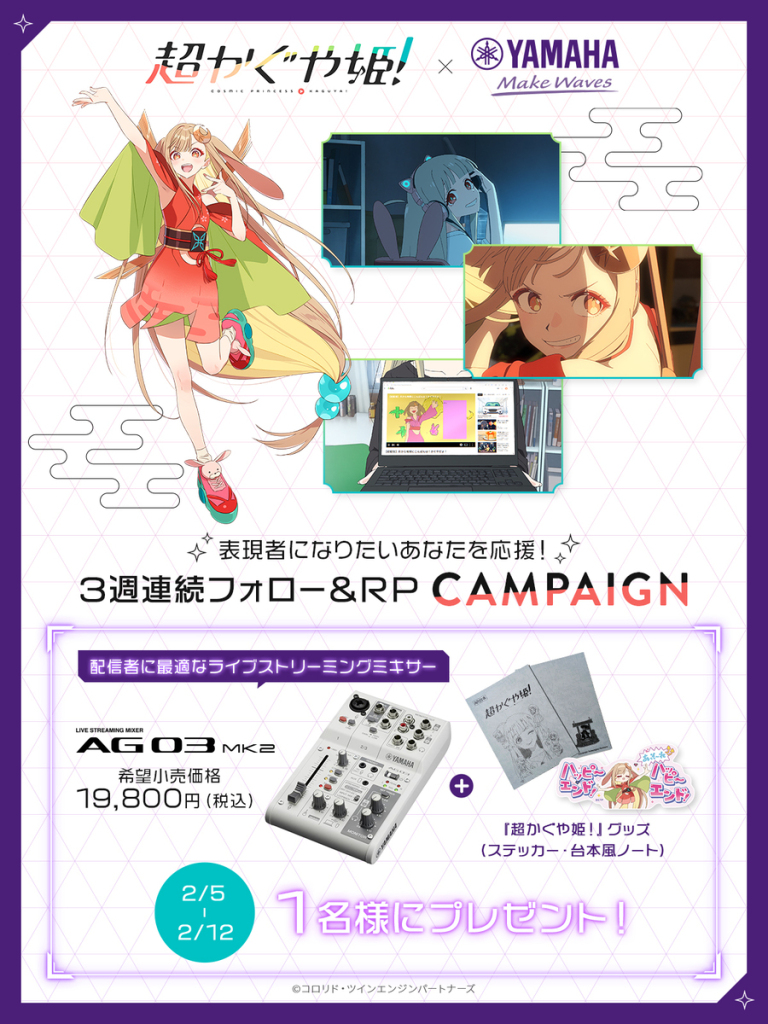 超かぐや姫!
COSMIC PRINCESS KAGUYA!
×
YAMAHA
Make Waves
表現者になりたいあなたを応援!
3週連続フォロー&RP CAMPAIGN
配信者に最適なライブストリーミングミキサー
LIVE STREAMING MIXER
AG03 MK2
希望小売価格
19,800円(税込)
YAMAHA
+
超かぐや姫!
ハッピーエンド!
ハッピーエンド!
『超かぐや姫!』グッズ
(ステッカー・台本風ノート)
2/5
-
2/12
1名様にプレゼント!
©コロリド・ツインエンジンパートナーズ